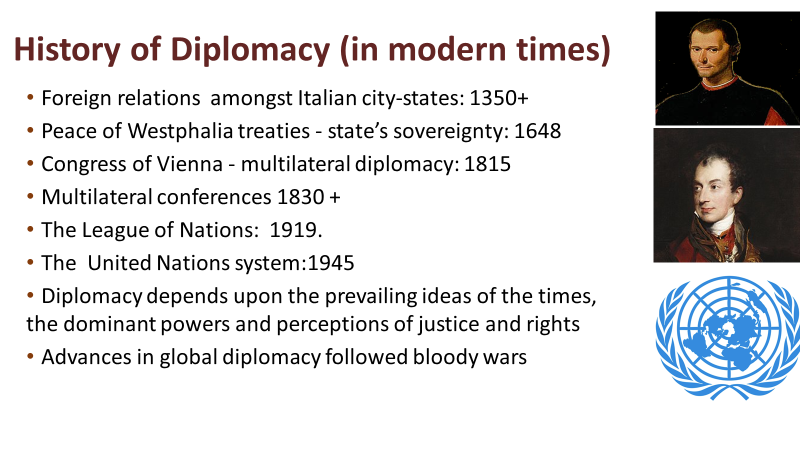 History of Diplomacy (in modern times)
• Foreign relations  amongst Italian city-states: 1350+
• Peace of Westphalia treaties - state’s sovereignty: 1648
• Congress of Vienna - multilateral diplomacy: 1815
• Multilateral conferences 1830 +
• The League of Nations:  1919.
• The  United Nations system:1945
• Diplomacy depends upon the prevailing ideas of the times,
the dominant powers and perceptions of justice and rights
• Advances in global diplomacy followed bloody wars